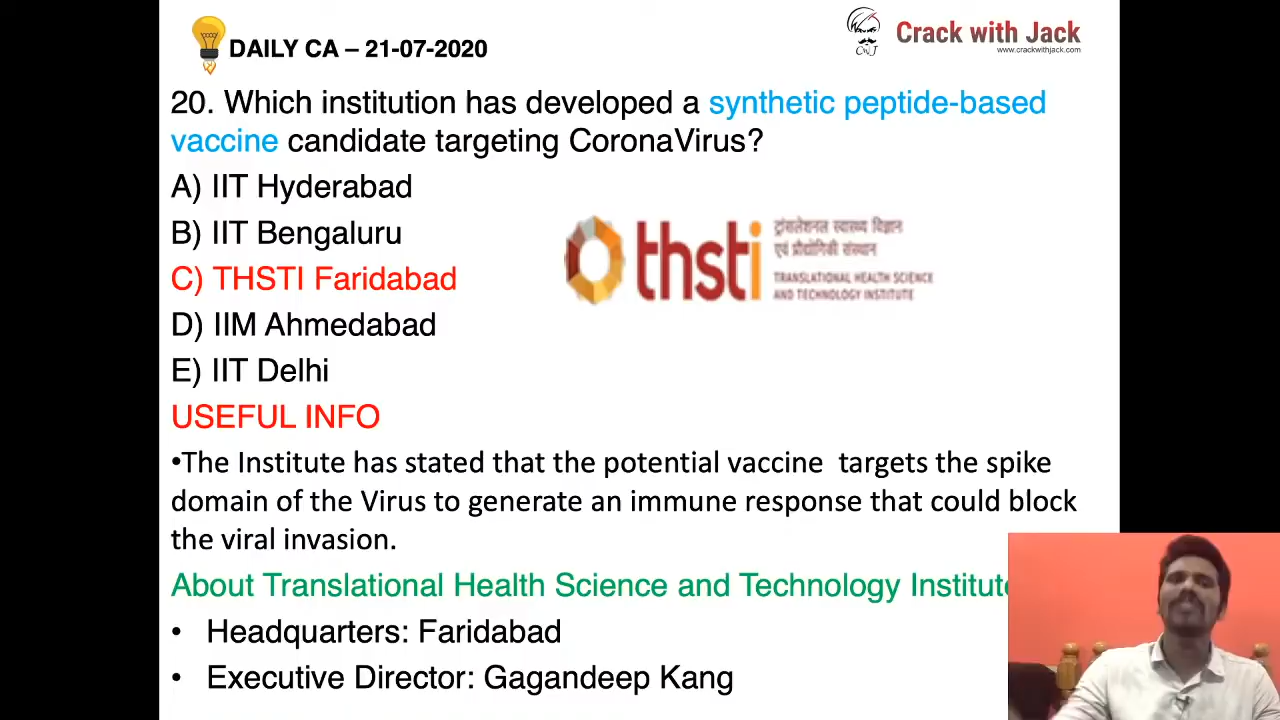 DAILY CA – 21-07-2020
Crack with Jack
www.crackwithjack.com
CWJ
20. Which institution has developed a synthetic peptide-based
vaccine candidate targeting CoronaVirus?
A) IIT Hyderabad
B) IIT Bengaluru
C) THSTI Faridabad
D) IIM Ahmedabad
E) IIT Delhi
thsti
ट्रांसलेशनल स्वास्थ्य विज्ञान
एवं प्रौद्योगिकी संस्थान
TRANSLATIONAL HEALTH SCIENCE
AND TECHNOLOGY INSTITUTE
USEFUL INFO
•The Institute has stated that the potential vaccine targets the spike
domain of the Virus to generate an immune response that could block
the viral invasion.
About Translational Health Science and Technology Institute
• Headquarters: Faridabad
• Executive Director: Gagandeep Kang